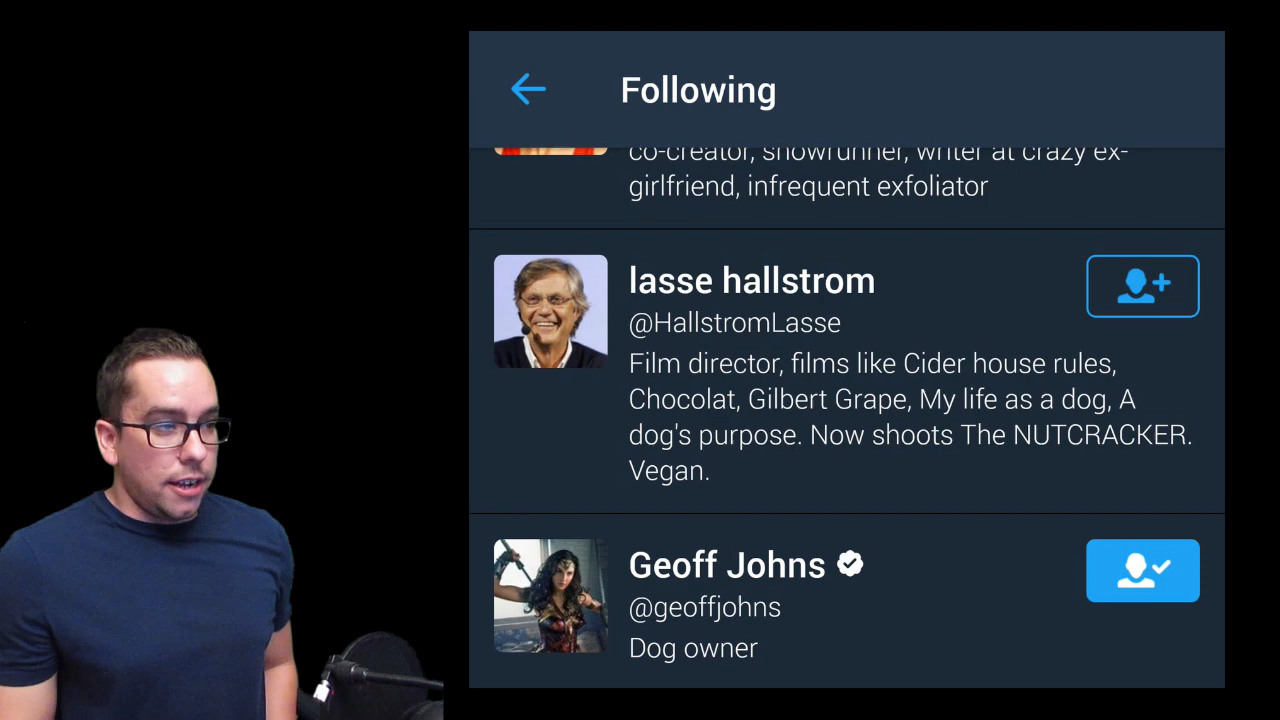 Following
co-creator, showrunner, writer at crazy ex-
girlfriend, infrequent exfoliator
lasse hallstrom
@HallstromLasse
Film director, films like Cider house rules,
Chocolat, Gilbert Grape, My life as a dog, A
dog's purpose. Now shoots The NUTCRACKER.
Vegan.
Geoff Johns
@geoffjohns
Dog owner